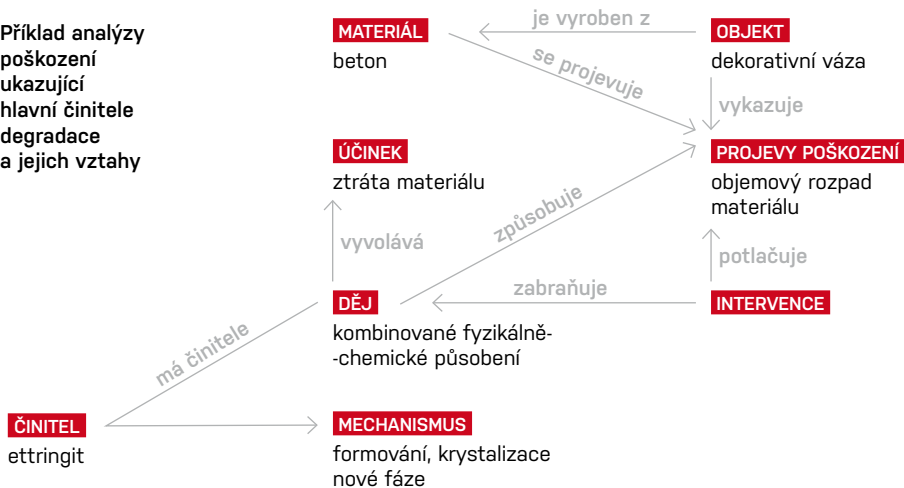 Příklad analýzy
poškození
ukazující
hlavní činitele
degradace
a jejich vztahy
MATERIÁL
beton
je vyroben z
OBJEKT
dekorativní váza
se projevuje
vykazuje
ÚČINEK
ztráta materiálu
PROJEVY POŠKOZENÍ
objemový rozpad
materiálu
vyvolává
způsobuje
potlačuje
DĚJ
kombinované fyzikálně-
-chemické působení
zabraňuje
INTERVENCE
má činitele
ČINITEL
ettringit
MECHANISMUS
formování, krystalizace
nové fáze